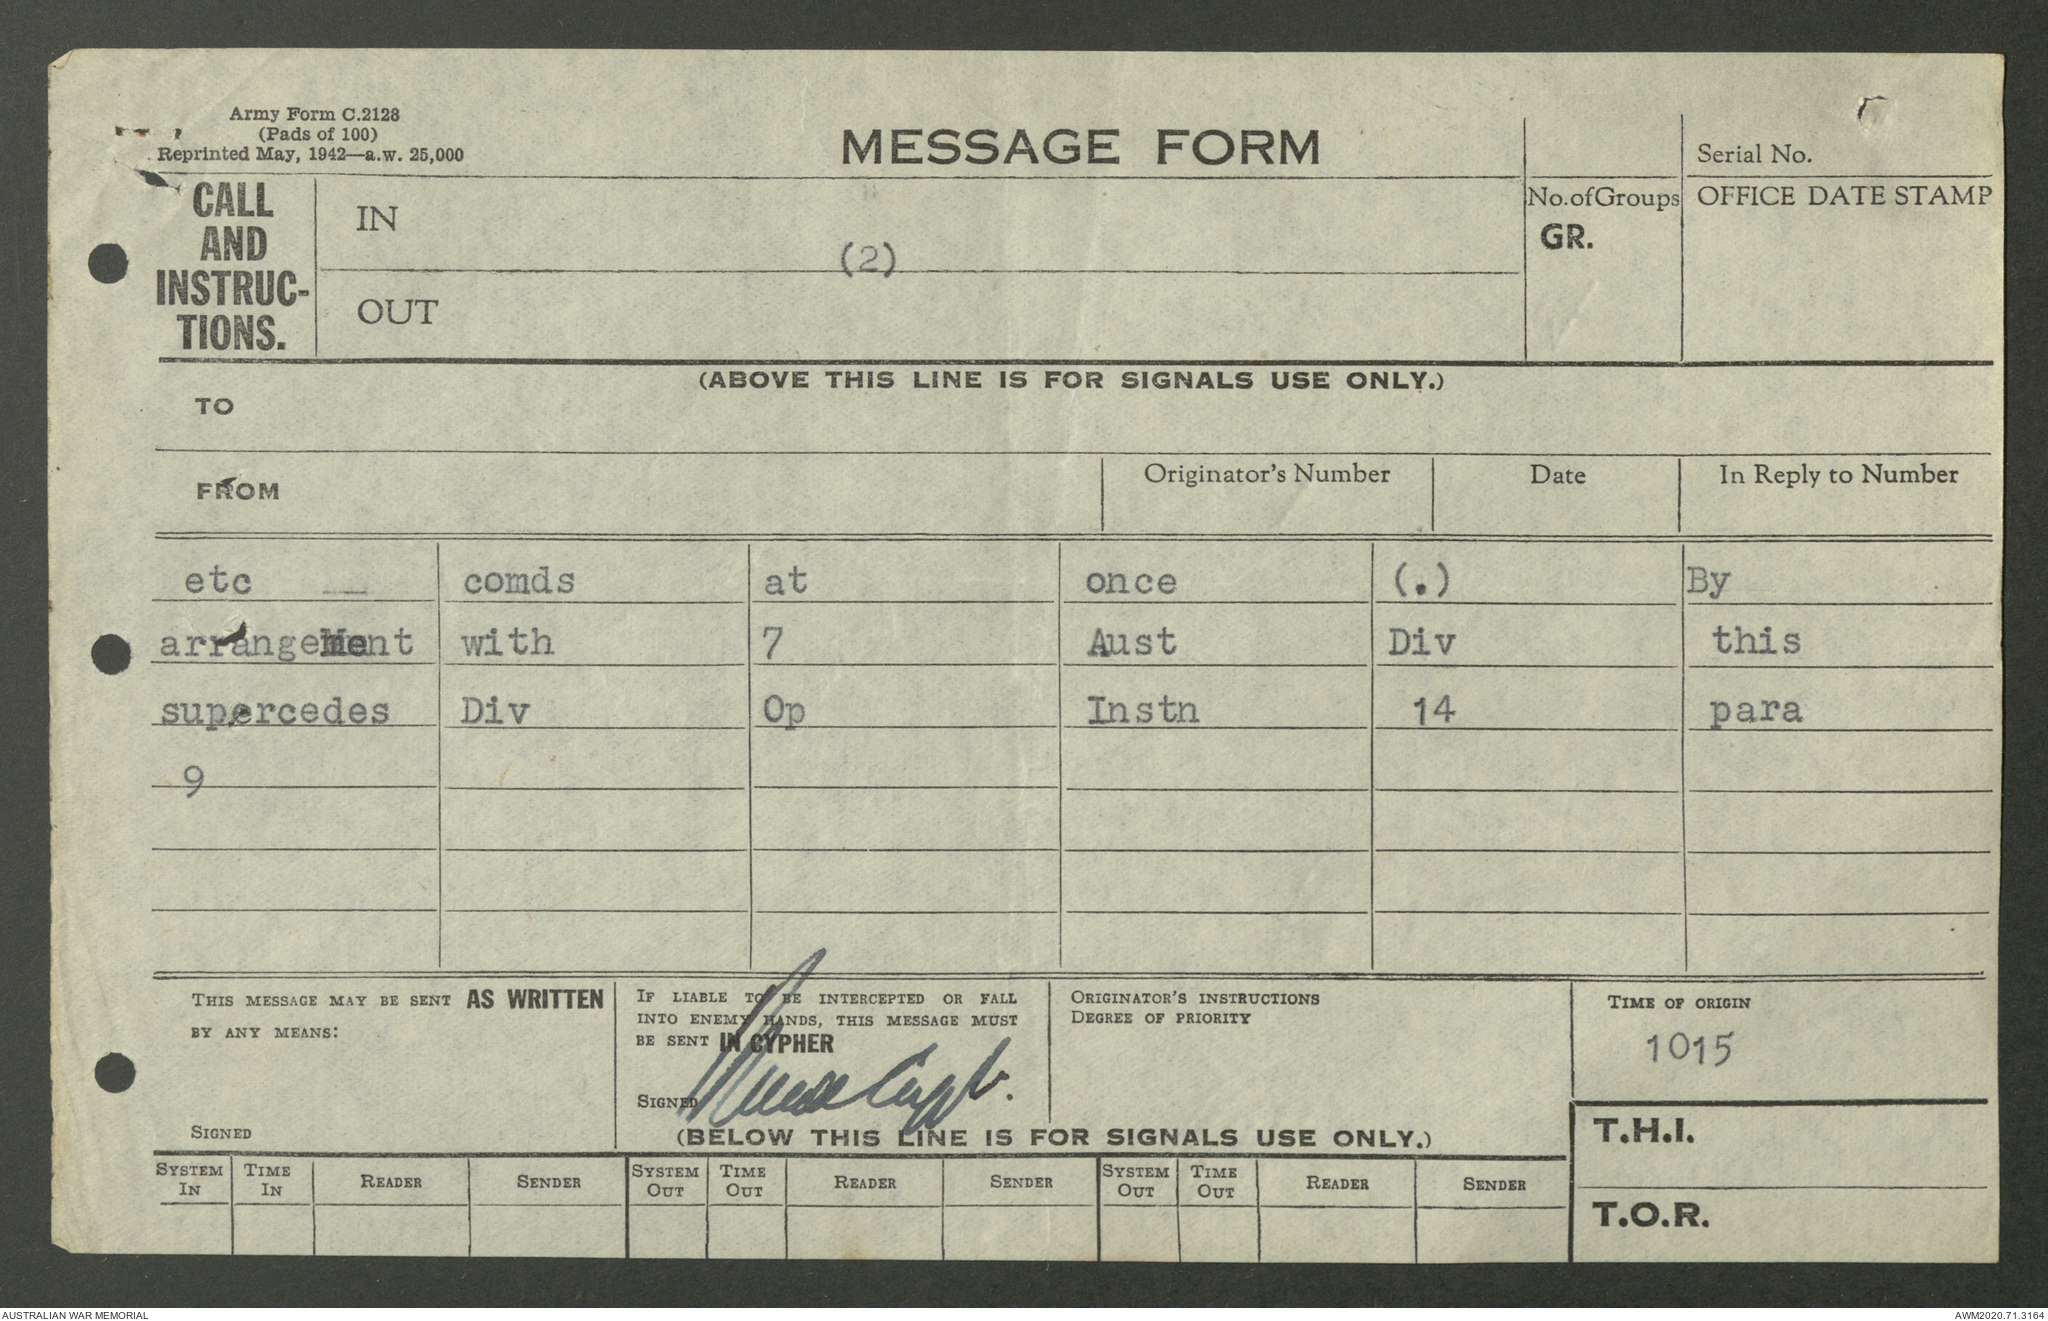 Army Form C.2128
(Pads of 100)
Reprinted May, 1942—a.w. 25,000
MESSAGE FORM
Serial No.
CALL AND INSTRUC-TIONS.
IN
(2)
OUT
No. of Groups
GR.
OFFICE DATE STAMP
(ABOVE THIS LINE IS FOR SIGNALS USE ONLY.)
TO
FROM
Originator's Number
Date
In Reply to Number
etc comds at once (.) By
arrangement with 7 Aust Div this
supercedes Div Op Instn 14 para
9
THIS MESSAGE MAY BE SENT AS WRITTEN
BY ANY MEANS:
SIGNED
IF LIABLE TO BE INTERCEPTED OR FALL
INTO ENEMY HANDS, THIS MESSAGE MUST
BE SENT IN CYPHER
SIGNED Capt.
ORIGINATOR'S INSTRUCTIONS
DEGREE OF PRIORITY
TIME OF ORIGIN
1015
(BELOW THIS LINE IS FOR SIGNALS USE ONLY.)
T.H.I.
T.O.R.
SYSTEM IN
TIME IN
READER
SENDER
SYSTEM OUT
TIME OUT
READER
SENDER
SYSTEM OUT
TIME OUT
READER
SENDER
AUSTRALIAN WAR MEMORIAL
AWM2020.71.3164